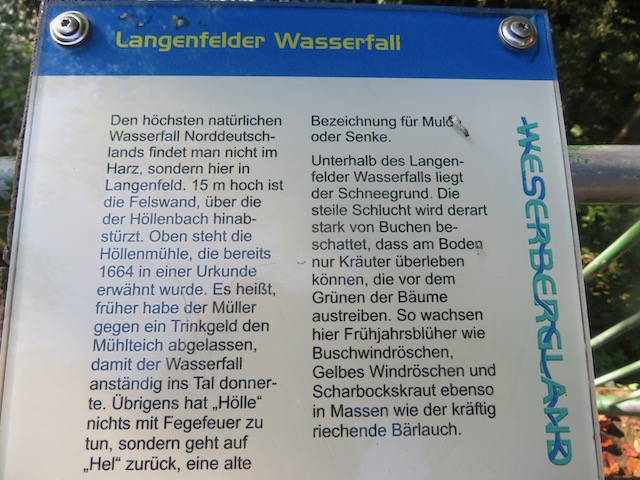 Langenfelder Wasserfall
Den höchsten natürlichen
Wasserfall Norddeutsch-
lands findet man nicht im
Harz, sondern hier in
Langenfeld. 15 m hoch ist
die Felswand, über die
der Höllenbach hinab-
stürzt. Oben steht die
Höllenmühle, die bereits
1664 in einer Urkunde
erwähnt wurde. Es heißt,
früher habe der Müller
gegen ein Trinkgeld den
Mühlteich abgelassen,
damit der Wasserfall
anständig ins Tal donner-
te. Übrigens hat „Hölle“
nichts mit Fegefeuer zu
tun, sondern geht auf
„Hel“ zurück, eine alte
Bezeichnung für Mulde
oder Senke.
Unterhalb des Langen-
felder Wasserfalls liegt
der Schneegrund. Die
steile Schlucht wird derart
stark von Buchen be-
schattet, dass am Boden
nur Kräuter überleben
können, die vor dem
Grünen der Bäume
austreiben. So wachsen
hier Frühjahrsblüher wie
Buschwindröschen,
Gelbes Windröschen und
Scharbockskraut ebenso
in Massen wie der kräftig
riechende Bärlauch.
WESERBERGLAND